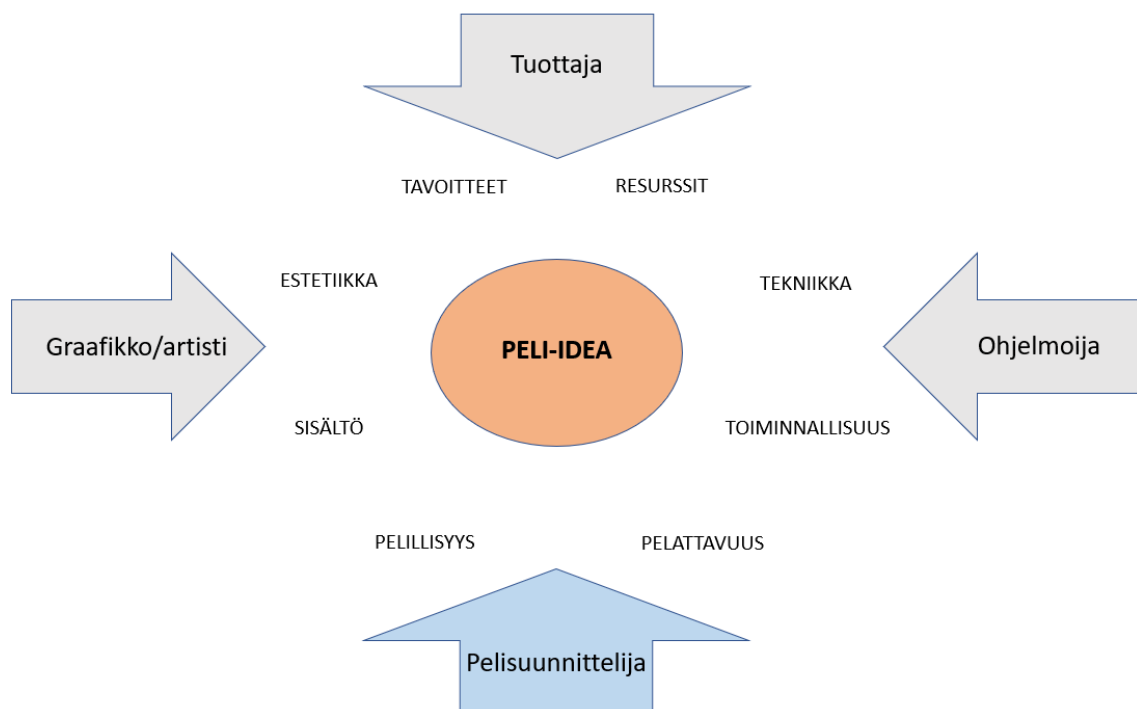 Tuottaja
TAVOITTEET
RESURSSIT
ESTETIIKKA
TEKNIIKKA
Graafikko/artisti
PELI-IDEA
Ohjelmoija
SISÄLTÖ
TOIMINNALLISUUS
PELILLISYYS
PELATTAVUUS
Pelisuunnittelija